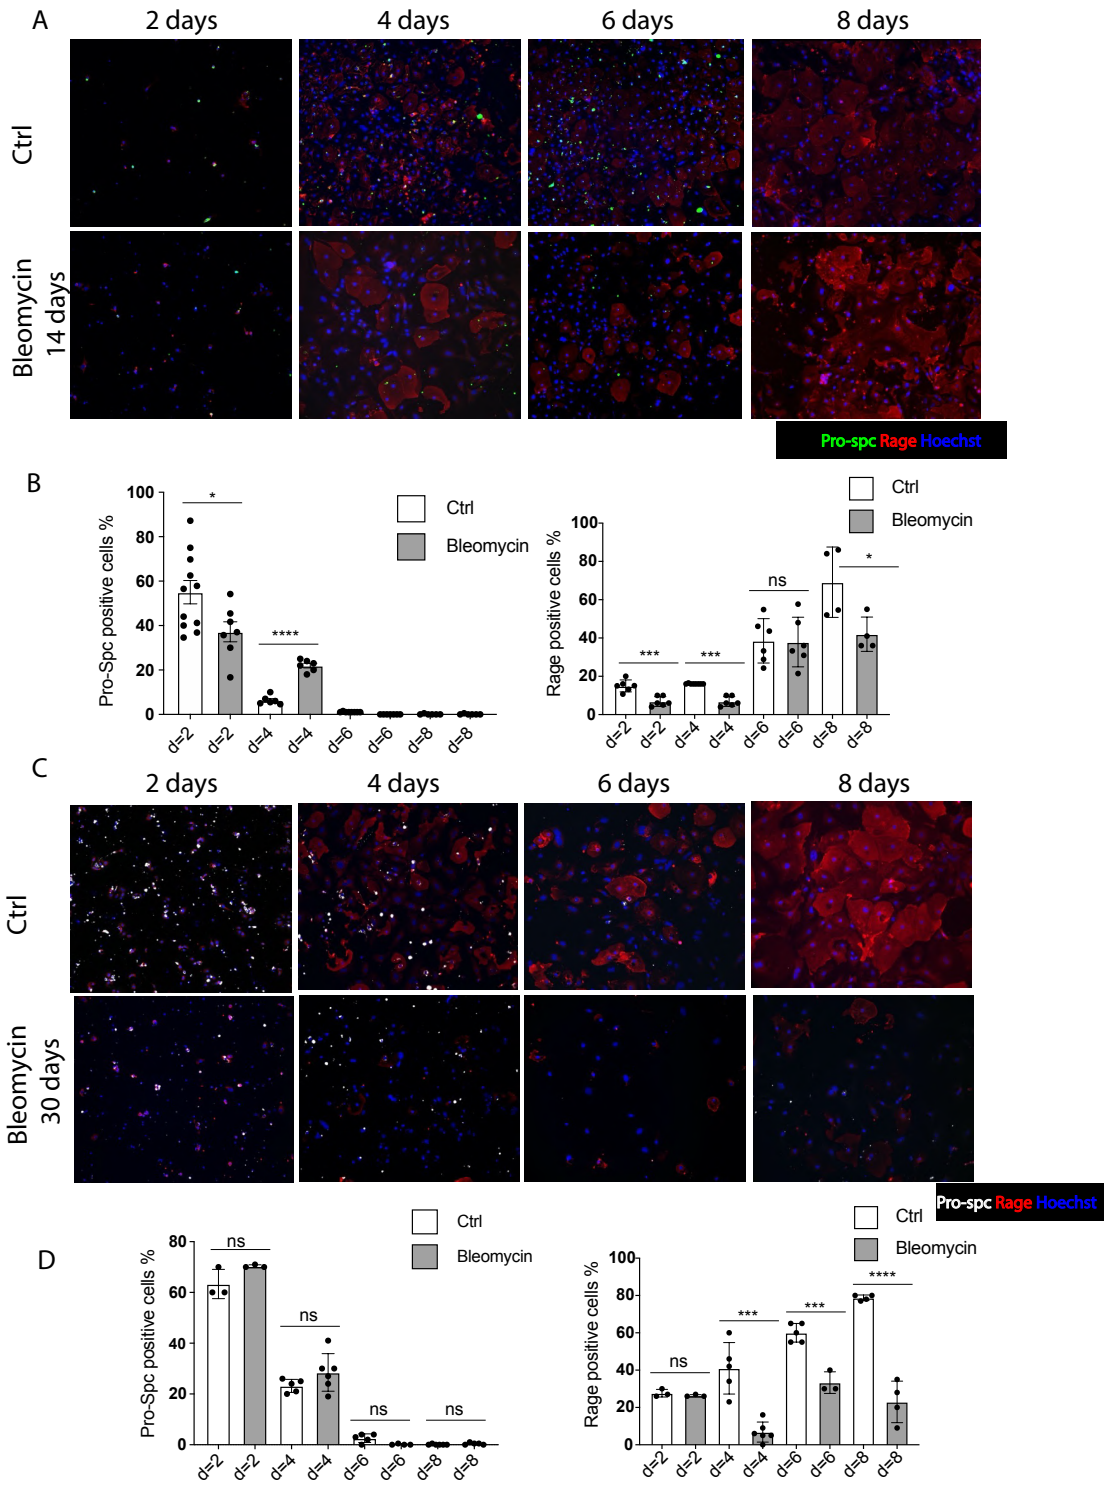 A
2 days 4 days 6 days 8 days
Ctrl
Bleomycin
14 days
Pro-spc Rage Hoechst
B
Pro-Spc positive cells %
100
80
60
40
20
0
*
****
Ctrl
Bleomycin
d=2 d=2 d=4 d=4 d=6 d=6 d=8 d=8
Rage positive cells %
100
80
60
40
20
0
***
***
ns
*
Ctrl
Bleomycin
d=2 d=2 d=4 d=4 d=6 d=6 d=8 d=8
C
2 days 4 days 6 days 8 days
Ctrl
Bleomycin
30 days
Pro-spc Rage Hoechst
D
Pro-Spc positive cells %
80
60
40
20
0
ns
ns
ns
ns
Ctrl
Bleomycin
d=2 d=2 d=4 d=4 d=6 d=6 d=8 d=8
Rage positive cells %
100
80
60
40
20
0
ns
***
***
****
Ctrl
Bleomycin
d=2 d=2 d=4 d=4 d=6 d=6 d=8 d=8